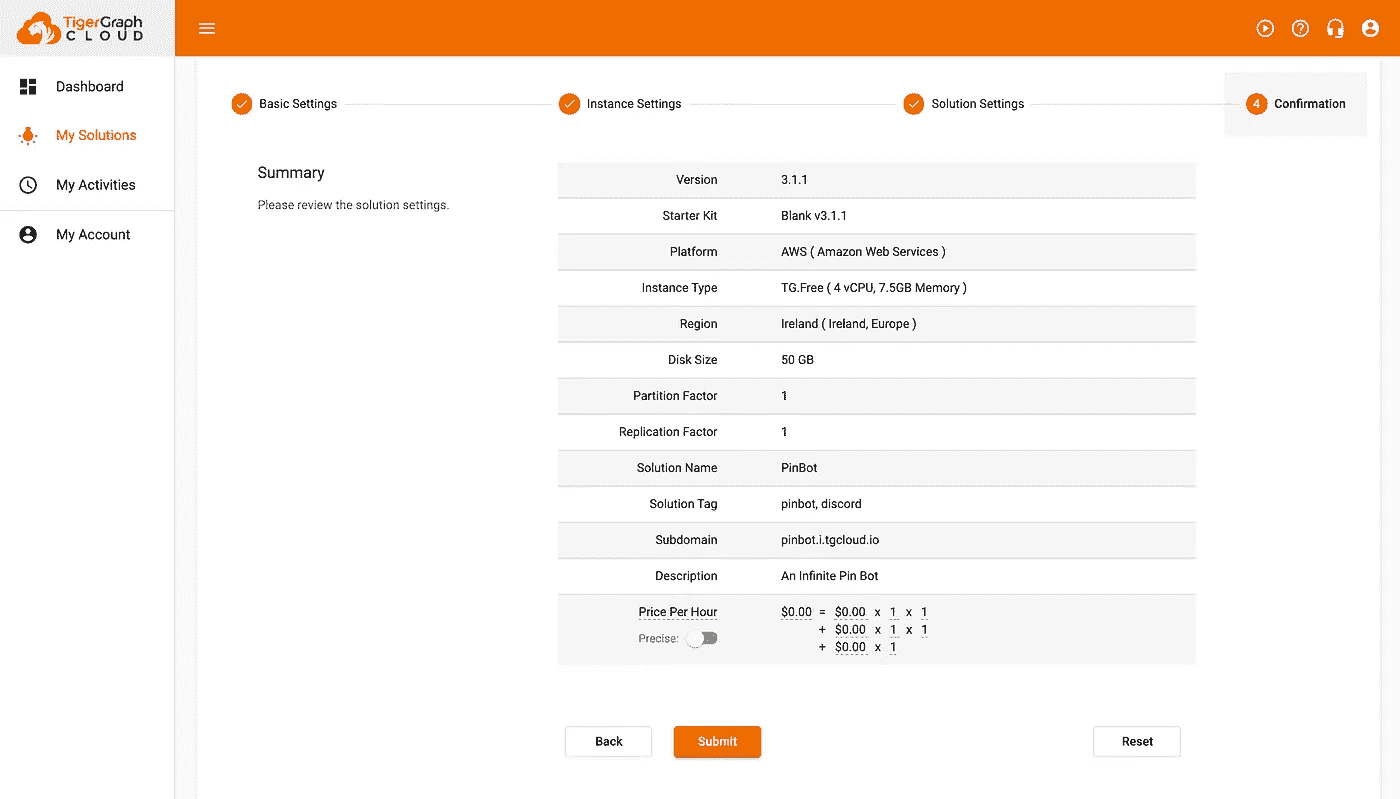 TigerGraph
CLOUD
Dashboard
My Solutions
My Activities
My Account
Basic Settings
Instance Settings
Solution Settings
4 Confirmation
Summary
Please review the solution settings.
Version 3.1.1
Starter Kit Blank v3.1.1
Platform AWS ( Amazon Web Services )
Instance Type TG.Free ( 4 vCPU, 7.5GB Memory )
Region Ireland ( Ireland, Europe )
Disk Size 50 GB
Partition Factor 1
Replication Factor 1
Solution Name PinBot
Solution Tag pinbot, discord
Subdomain pinbot.i.tgcloud.io
Description An Infinite Pin Bot
Price Per Hour $0.00 = $0.00 x 1 x 1
+ $0.00 x 1 x 1
Precise:
+ $0.00 x 1
Back
Submit
Reset